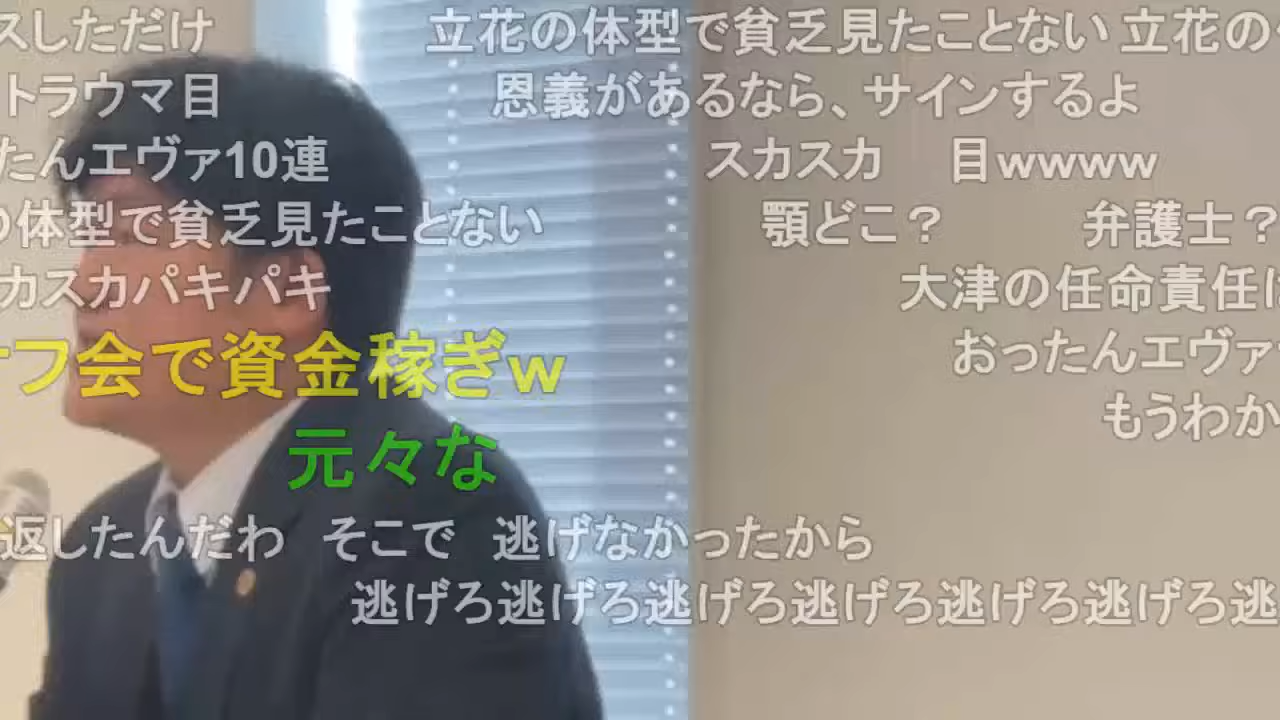 スしただけ 立花の体型で貧乏見たことない 立花の
トラウマ目 恩義があるなら、サインするよ
たんエヴァ10連 スカスカ 目wwww
の体型で貧乏見たことない 顎どこ？ 弁護士？
カスカパキパキ 大津の任命責任
フ会で資金稼ぎw おったんエヴァ
元々な もうわか
返したんだわ そこで 逃げなかったから
逃げろ逃げろ逃げろ逃げろ逃げろ逃げろ逃